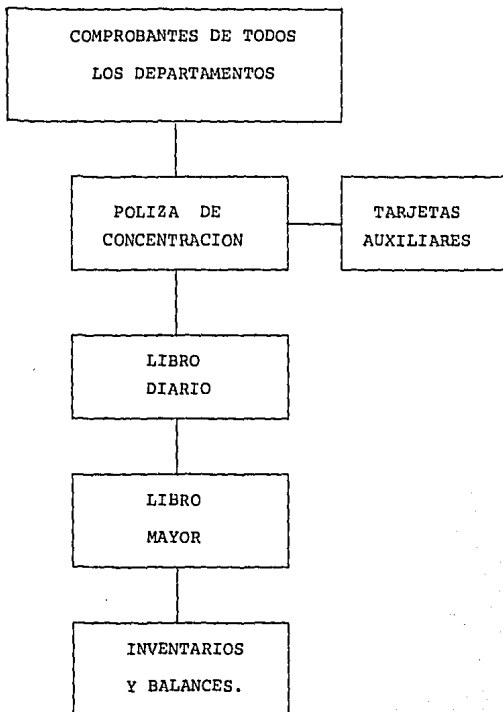 COMPROBANTES DE TODOS
LOS DEPARTAMENTOS
POLIZA DE
CONCENTRACION
TARJETAS
AUXILIARES
LIBRO
DIARIO
LIBRO
MAYOR
INVENTARIOS
Y BALANCES.